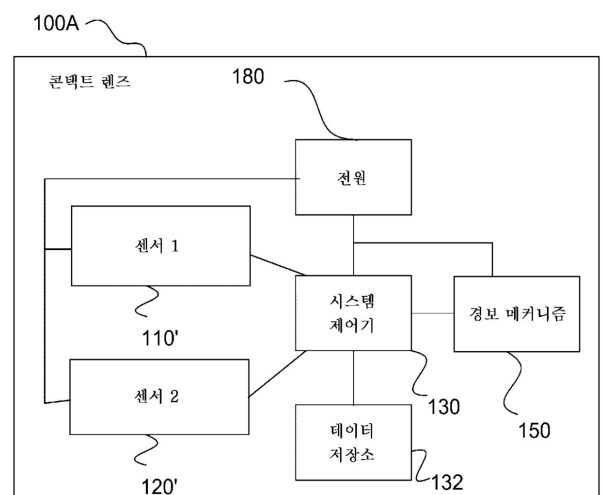 100A
콘택트 렌즈
180
전원
센서 1
110'
시스템
제어기
130
경보 메커니즘
150
센서 2
120'
데이터
저장소
132